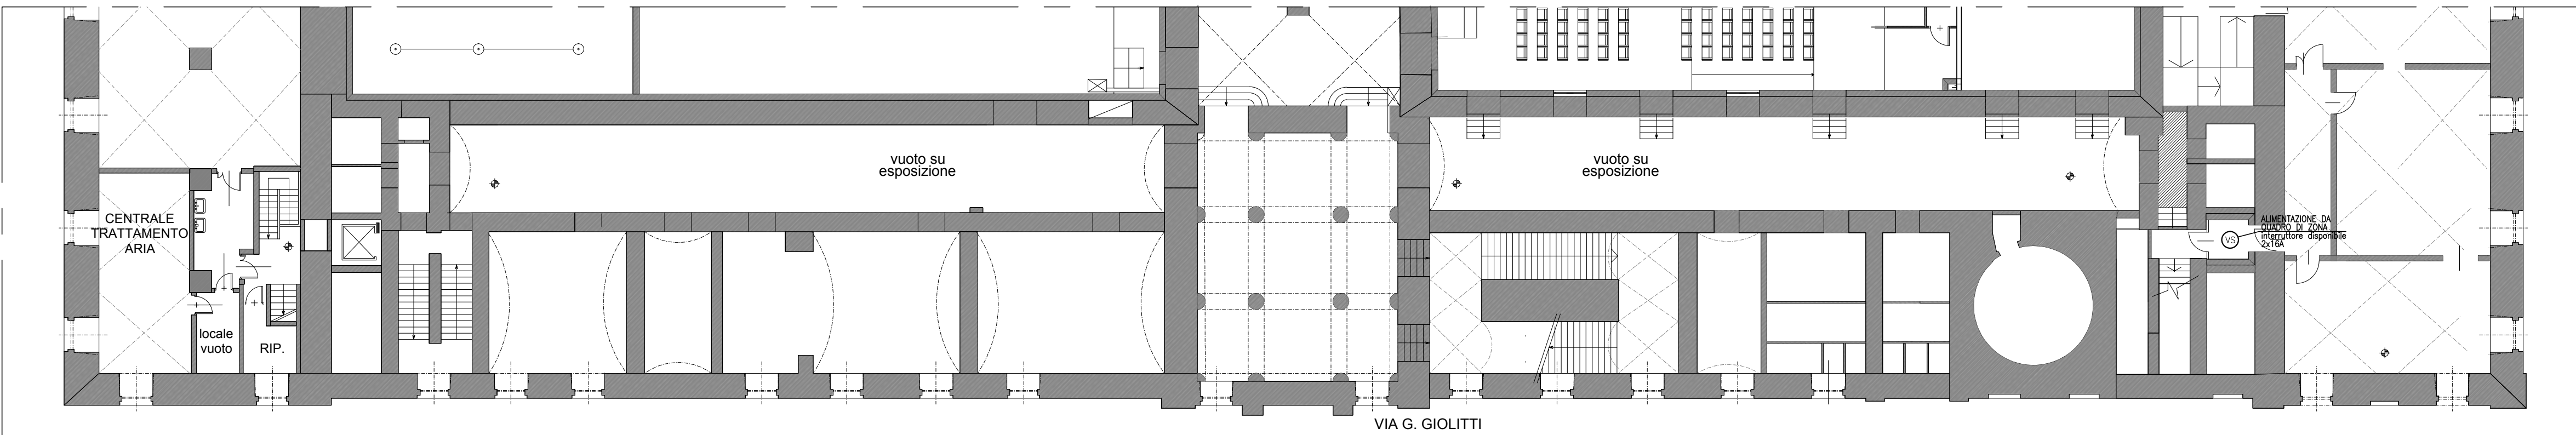 vuoto su
esposizione
vuoto su
esposizione
CENTRALE
TRATTAMENTO
ARIA
ALIMENTAZIONE DA
QUADRO DI ZONA
interruttore disponibile
2x16A
VS
locale
vuoto
RIP.
VIA G. GIOLITTI